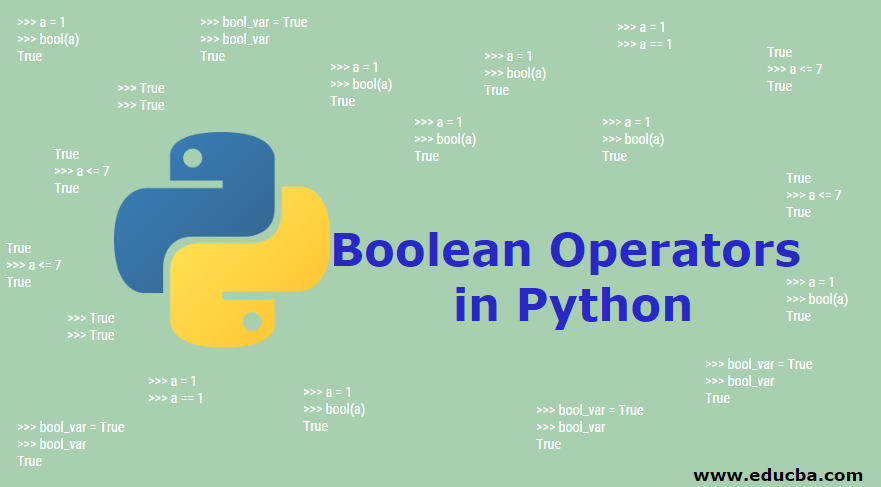 >>> a = 1
>>> bool(a)
True
>>> bool_var = True
>>> bool_var
True
>>> a = 1
>>> a == 1
>>> a = 1
>>> bool(a)
True
>>> a = 1
>>> bool(a)
True
True
>>> a <= 7
True
>>> True
>>> True
>>> a = 1
>>> bool(a)
True
>>> a = 1
>>> bool(a)
True
True
>>> a <= 7
True
True
>>> a <= 7
True
Boolean Operators
in Python
True
>>> a <= 7
True
>>> a = 1
>>> bool(a)
True
>>> True
>>> True
>>> a = 1
>>> a == 1
>>> a = 1
>>> bool(a)
True
>>> bool_var = True
>>> bool_var
True
>>> bool_var = True
>>> bool_var
True
>>> bool_var = True
>>> bool_var
True
www.educba.com